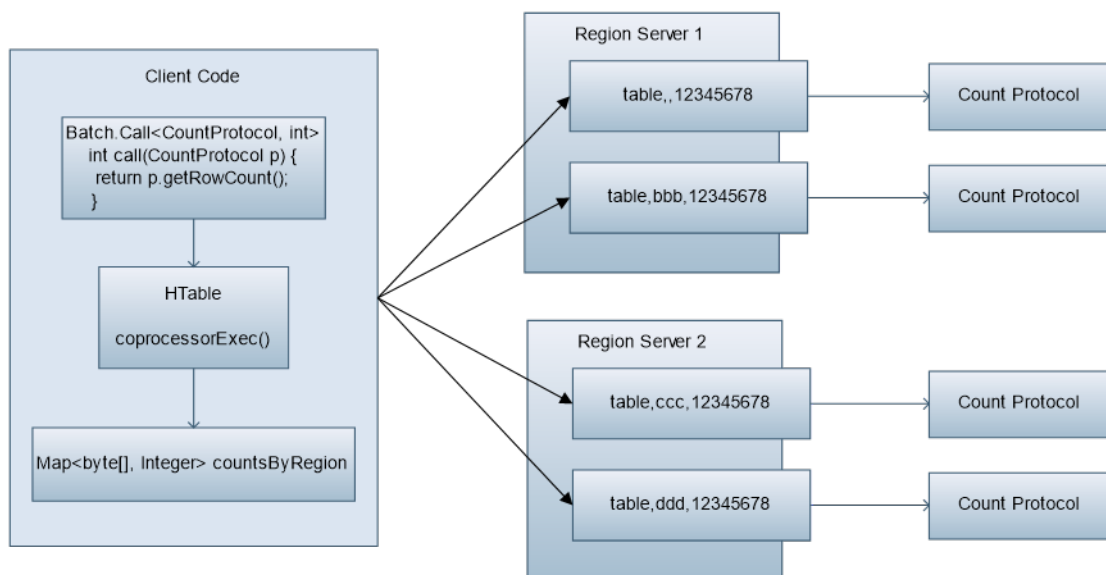 Client Code
Batch.Call<CountProtocol, int>
int call(CountProtocol p) {
return p.getRowCount();
}
HTable
coprocessorExec()
Map<byte[], Integer> countsByRegion
Region Server 1
table,,12345678
Count Protocol
table,bbb,12345678
Count Protocol
Region Server 2
table,ccc,12345678
Count Protocol
table,ddd,12345678
Count Protocol